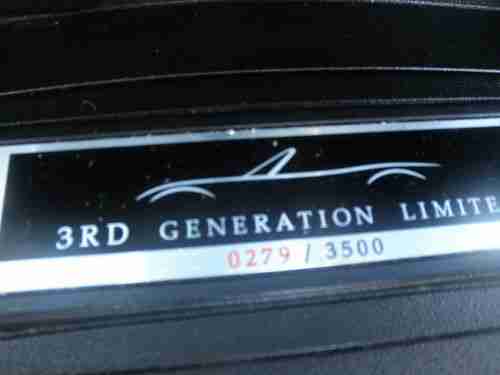 3RD GENERATION LIMITE
0279 / 3500